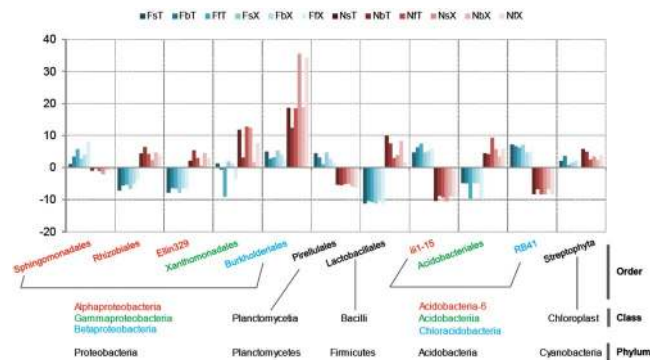 FsT FbT FfT FsX FbX FfX NsT NbT NfT NsX NbX NfX
40
30
20
10
0
-10
-20
Sphingomonadales Rhizobiales Ellin329 Xanthomonadales Burkholderiales Pirellulales Lactobacillales iii1-15 Acidobacteriales RB41 Streptophyta
Order
Alphaproteobacteria Acidobacteria-6
Gammaproteobacteria Planctomycetia Bacilli Acidobacteriia Chloroplast Class
Betaproteobacteria Chloracidobacteria
Proteobacteria Planctomycetes Firmicutes Acidobacteria Cyanobacteria Phylum